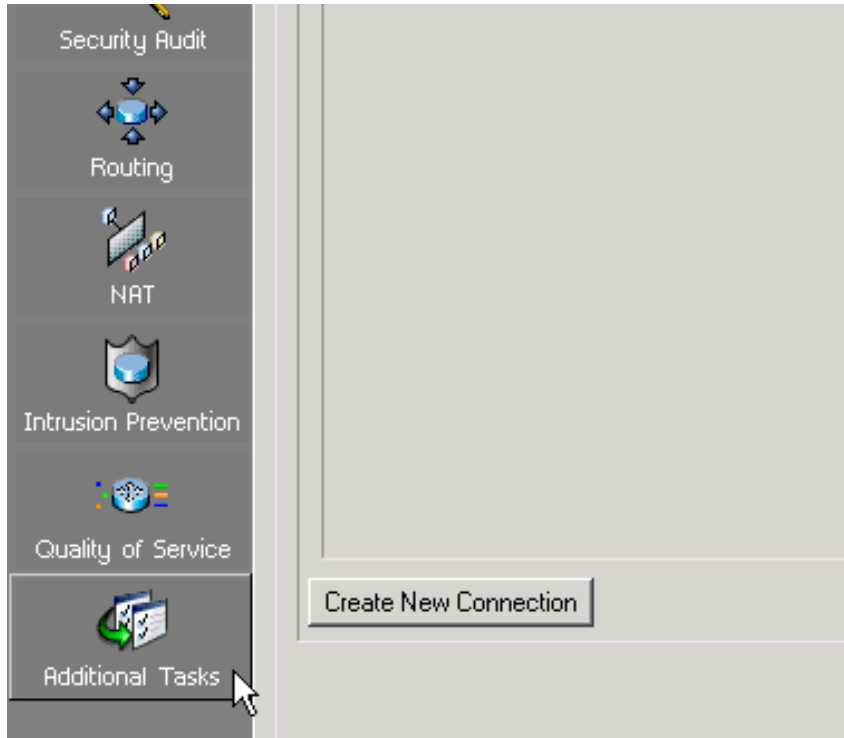 Security Audit
Routing
NAT
Intrusion Prevention
Quality of Service
Additional Tasks
Create New Connection